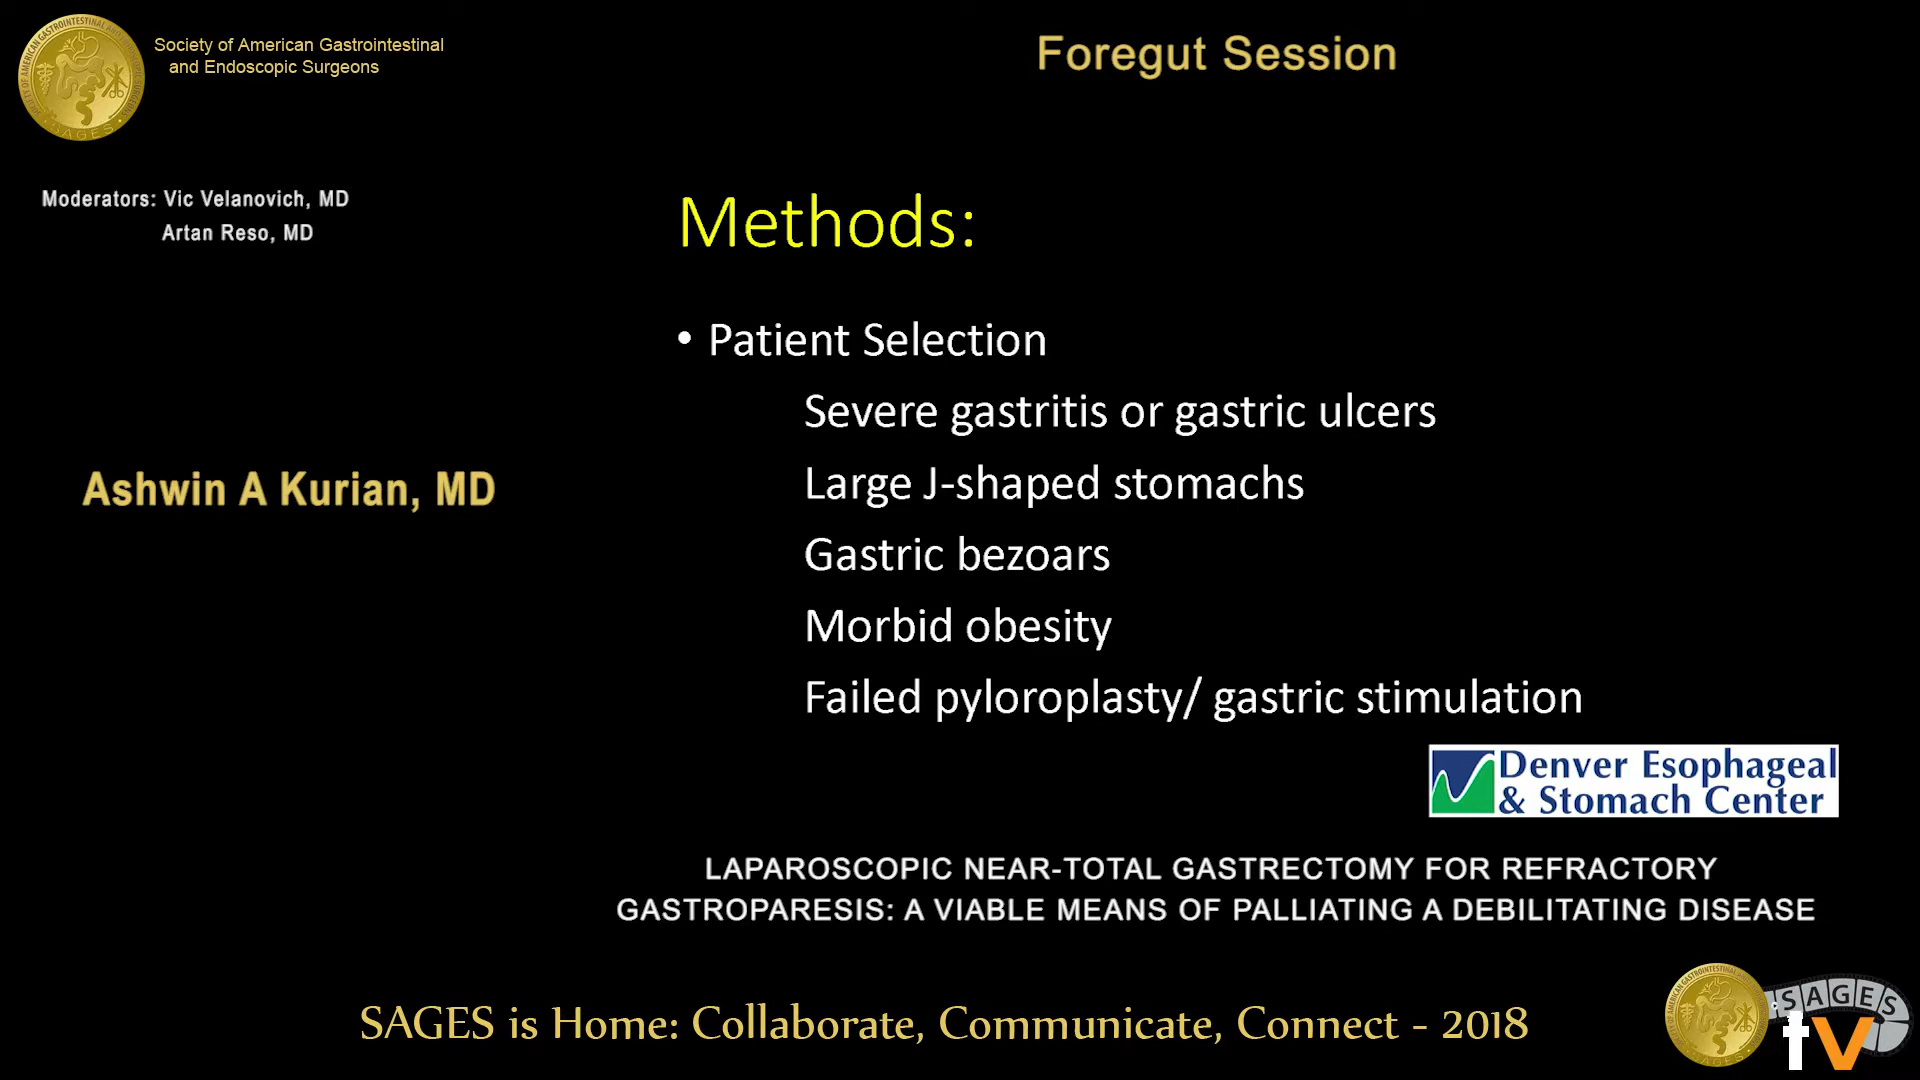 Society of American Gastrointestinal
and Endoscopic Surgeons
Foregut Session
Moderators: Vic Velanovich, MD
Artan Reso, MD
Methods:
• Patient Selection
Severe gastritis or gastric ulcers
Large J-shaped stomachs
Gastric bezoars
Morbid obesity
Failed pyloroplasty/ gastric stimulation
Ashwin A Kurian, MD
Denver Esophageal
& Stomach Center
LAPAROSCOPIC NEAR-TOTAL GASTRECTOMY FOR REFRACTORY
GASTROPARESIS: A VIABLE MEANS OF PALLIATING A DEBILITATING DISEASE
SAGES is Home: Collaborate, Communicate, Connect - 2018
SAGES
tv